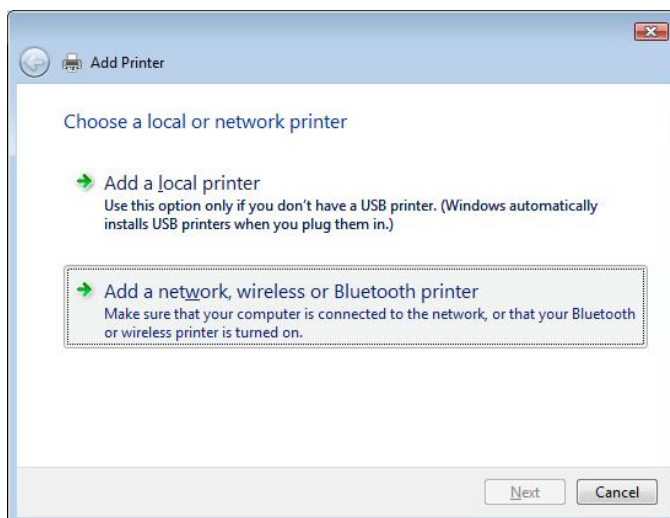 Add Printer
Choose a local or network printer
Add a local printer
Use this option only if you don't have a USB printer. (Windows automatically
installs USB printers when you plug them in.)
Add a network, wireless or Bluetooth printer
Make sure that your computer is connected to the network, or that your Bluetooth
or wireless printer is turned on.
Next Cancel